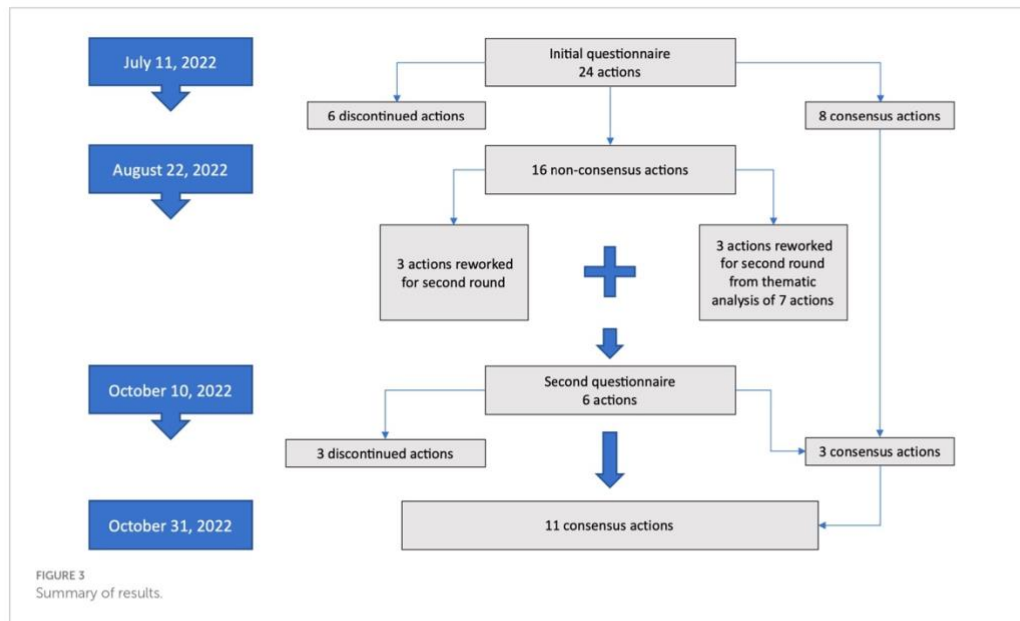 July 11, 2022
Initial questionnaire
24 actions
6 discontinued actions
8 consensus actions
August 22, 2022
16 non-consensus actions
3 actions reworked
for second round
3 actions reworked
for second round
from thematic
analysis of 7 actions
October 10, 2022
Second questionnaire
6 actions
3 discontinued actions
3 consensus actions
October 31, 2022
11 consensus actions
FIGURE 3
Summary of results.